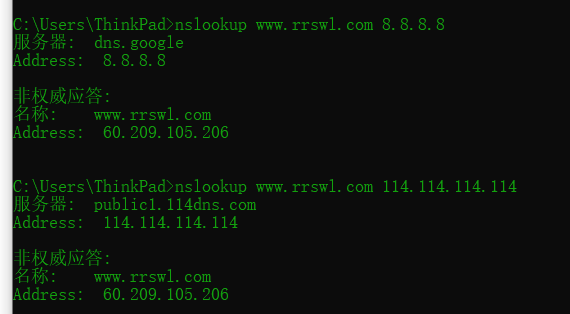 C:\Users\ThinkPad>nslookup www.rrswl.com 8.8.8.8
服务器:  dns.google
Address:  8.8.8.8
非权威应答:
名称:    www.rrswl.com
Address:  60.209.105.206
C:\Users\ThinkPad>nslookup www.rrswl.com 114.114.114.114
服务器:  public1.114dns.com
Address:  114.114.114.114
非权威应答:
名称:    www.rrswl.com
Address:  60.209.105.206